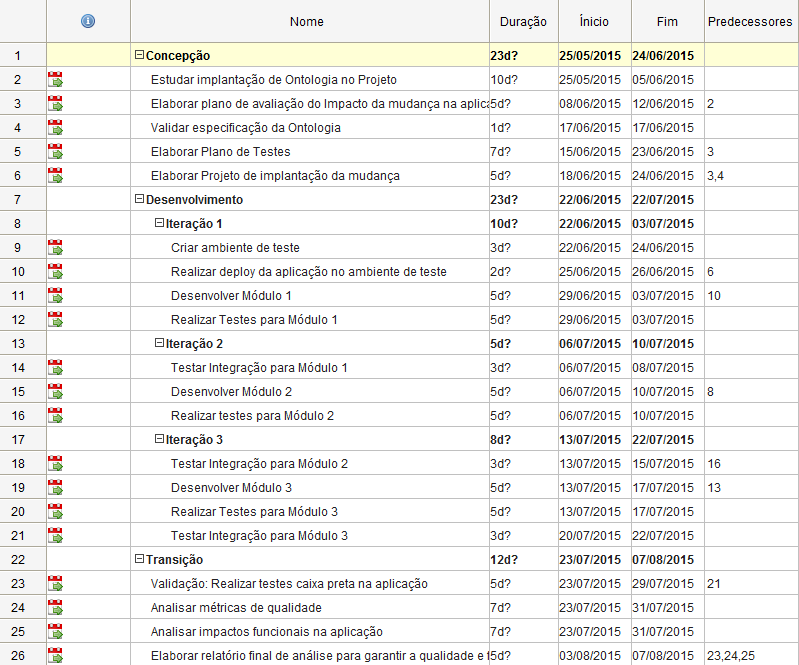 Nome Duração Ínicio Fim Predecessores
1 Concepção 23d? 25/05/2015 24/06/2015
2 Estudar implantação de Ontologia no Projeto 10d? 25/05/2015 05/06/2015
3 Elaborar plano de avaliação do Impacto da mudança na aplica 5d? 08/06/2015 12/06/2015 2
4 Validar especificação da Ontologia 1d? 17/06/2015 17/06/2015
5 Elaborar Plano de Testes 7d? 15/06/2015 23/06/2015 3
6 Elaborar Projeto de implantação da mudança 5d? 18/06/2015 24/06/2015 3,4
7 Desenvolvimento 23d? 22/06/2015 22/07/2015
8 Iteração 1 10d? 22/06/2015 03/07/2015
9 Criar ambiente de teste 3d? 22/06/2015 24/06/2015
10 Realizar deploy da aplicação no ambiente de teste 2d? 25/06/2015 26/06/2015 6
11 Desenvolver Módulo 1 5d? 29/06/2015 03/07/2015 10
12 Realizar Testes para Módulo 1 5d? 29/06/2015 03/07/2015
13 Iteração 2 5d? 06/07/2015 10/07/2015
14 Testar Integração para Módulo 1 3d? 06/07/2015 08/07/2015
15 Desenvolver Módulo 2 5d? 06/07/2015 10/07/2015 8
16 Realizar testes para Módulo 2 5d? 06/07/2015 10/07/2015
17 Iteração 3 8d? 13/07/2015 22/07/2015
18 Testar Integração para Módulo 2 3d? 13/07/2015 15/07/2015 16
19 Desenvolver Módulo 3 5d? 13/07/2015 17/07/2015 13
20 Realizar Testes para Módulo 3 5d? 13/07/2015 17/07/2015
21 Testar Integração para Módulo 3 3d? 20/07/2015 22/07/2015
22 Transição 12d? 23/07/2015 07/08/2015
23 Validação: Realizar testes caixa preta na aplicação 5d? 23/07/2015 29/07/2015 21
24 Analisar métricas de qualidade 7d? 23/07/2015 31/07/2015
25 Analisar impactos funcionais na aplicação 7d? 23/07/2015 31/07/2015
26 Elaborar relatório final de análise para garantir a qualidade e 5d? 03/08/2015 07/08/2015 23,24,25